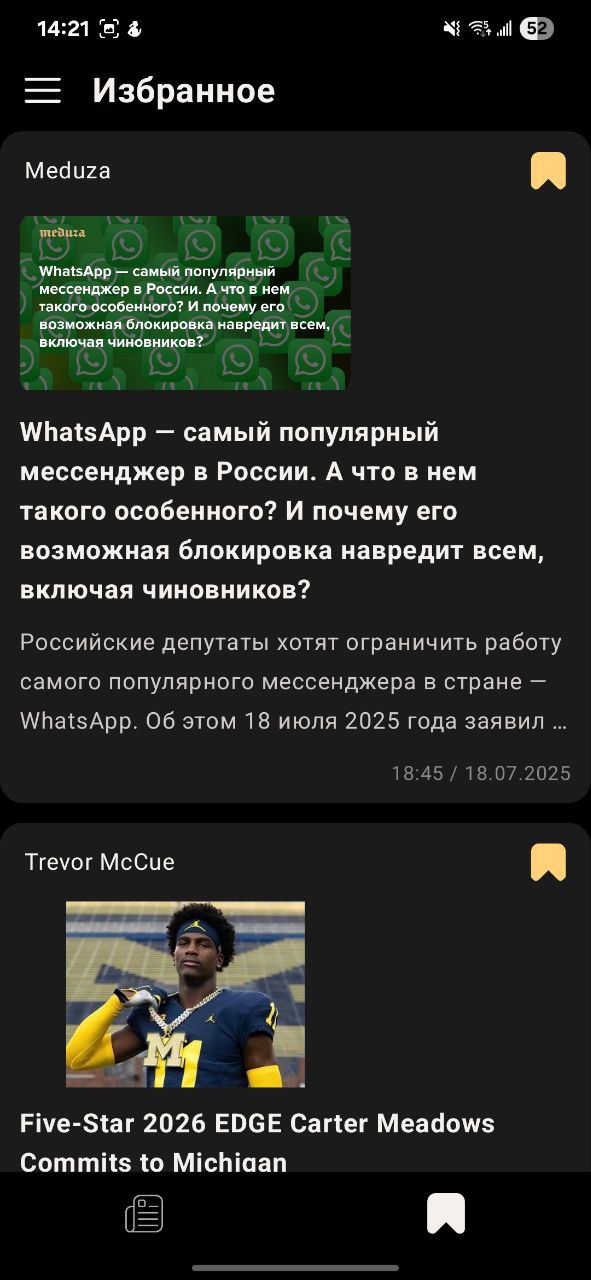 14:21
5
52
Избранное
Meduza
meduza
WhatsApp — самый популярный
мессенджер в России. А что в нем
такого особенного? И почему его
возможная блокировка навредит всем,
включая чиновников?
WhatsApp — самый популярный
мессенджер в России. А что в нем
такого особенного? И почему его
возможная блокировка навредит всем,
включая чиновников?
Российские депутаты хотят ограничить работу
самого популярного мессенджера в стране —
WhatsApp. Об этом 18 июля 2025 года заявил ...
18:45 / 18.07.2025
Trevor McCue
M
Five-Star 2026 EDGE Carter Meadows
Commits to Michigan